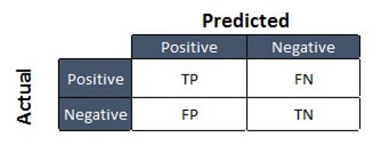 Predicted
Positive Negative
Actual
Positive TP FN
Negative FP TN